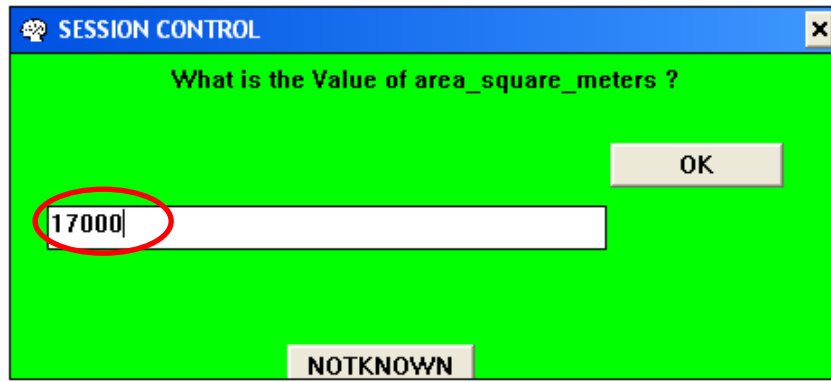 SESSION CONTROL
What is the Value of area_square_meters ?
OK
17000
NOTKNOWN